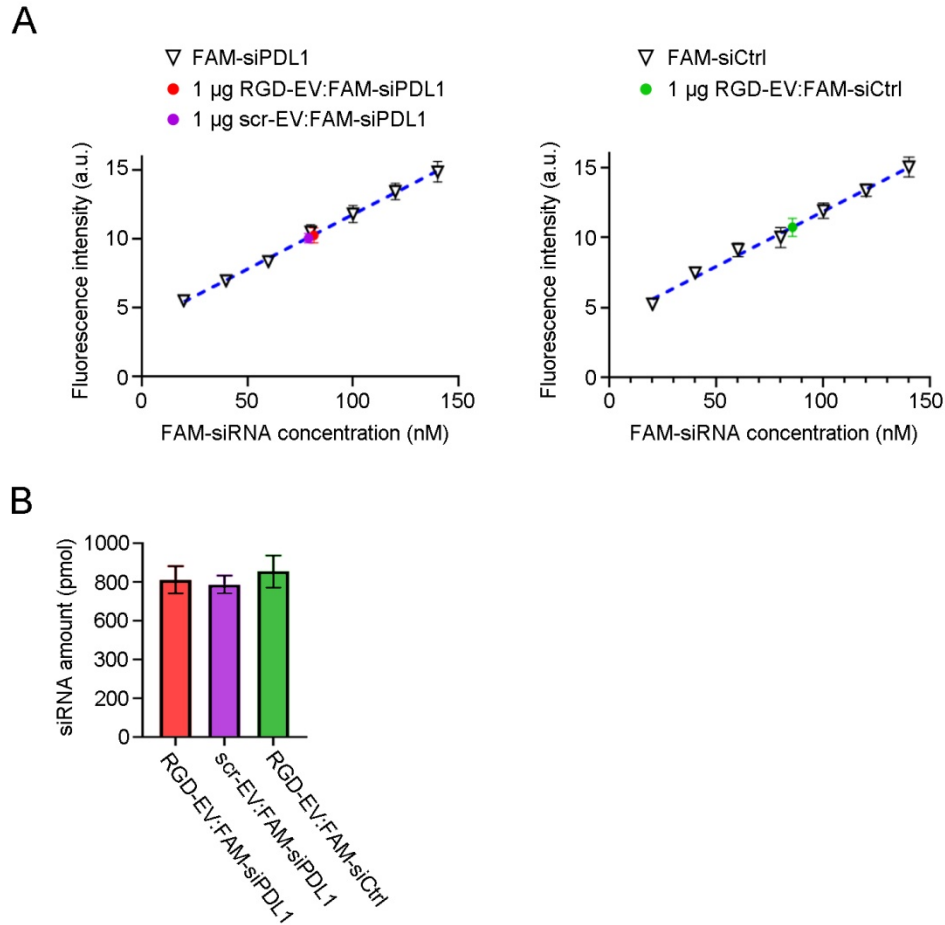 A
FAM-siPDL1
1 µg RGD-EV:FAM-siPDL1
1 µg scr-EV:FAM-siPDL1
Fluorescence intensity (a.u.)
15
10
5
0
0 50 100 150
FAM-siRNA concentration (nM)
FAM-siCtrl
1 µg RGD-EV:FAM-siCtrl
Fluorescence intensity (a.u.)
15
10
5
0
0 50 100 150
FAM-siRNA concentration (nM)
B
siRNA amount (pmol)
1000
800
600
300
200
0
RGD-EV:FAM-siPDL1
scr-EV:FAM-siPDL1
RGD-EV:FAM-siCtrl